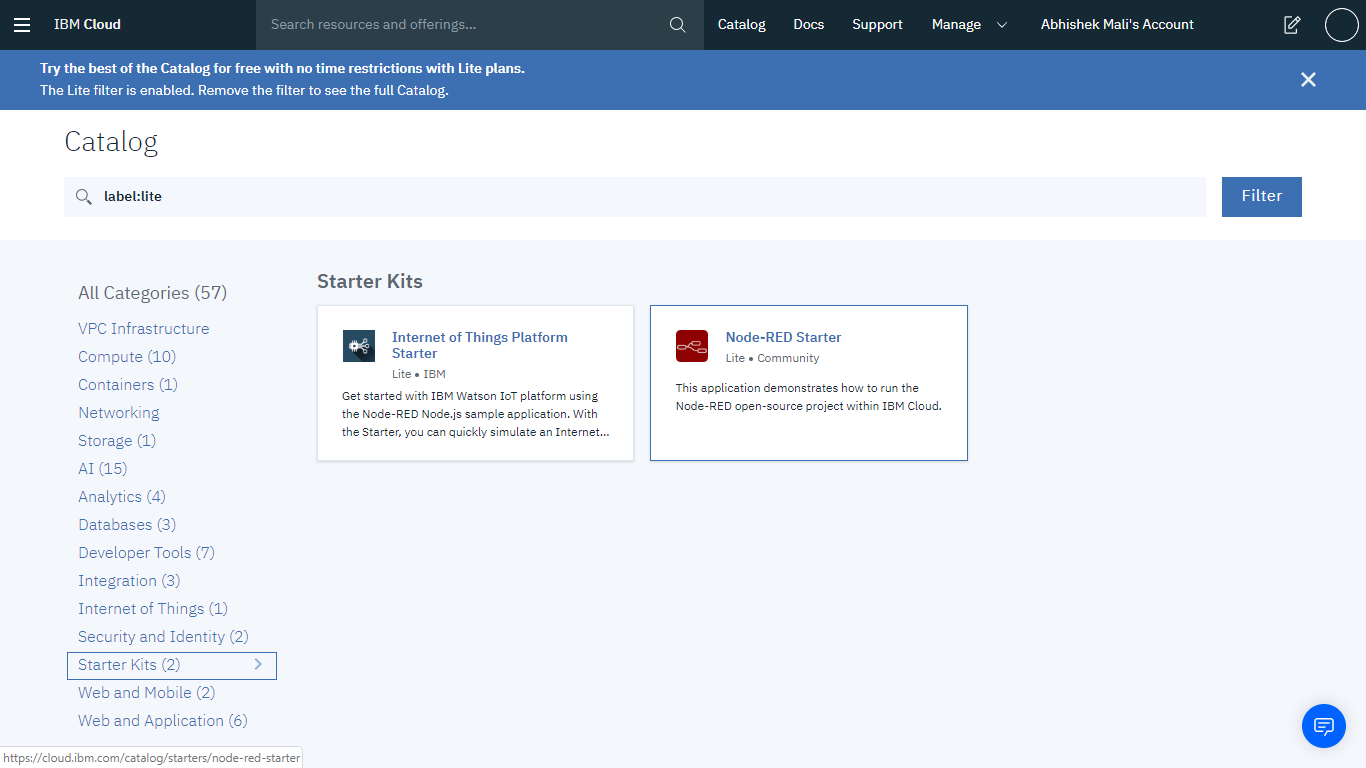 IBM Cloud
Search resources and offerings...
Catalog
Docs
Support
Manage
Abhishek Mali's Account
Try the best of the Catalog for free with no time restrictions with Lite plans.
The Lite filter is enabled. Remove the filter to see the full Catalog.
Catalog
label:lite
Filter
All Categories (57)
VPC Infrastructure
Compute (10)
Containers (1)
Networking
Storage (1)
AI (15)
Analytics (4)
Databases (3)
Developer Tools (7)
Integration (3)
Internet of Things (1)
Security and Identity (2)
Starter Kits (2)
Web and Mobile (2)
Web and Application (6)
Starter Kits
Internet of Things Platform
Starter
Lite • IBM
Get started with IBM Watson IoT platform using
the Node-RED Node.js sample application. With
the Starter, you can quickly simulate an Internet...
Node-RED Starter
Lite • Community
This application demonstrates how to run the
Node-RED open-source project within IBM Cloud.
https://cloud.ibm.com/catalog/starters/node-red-starter